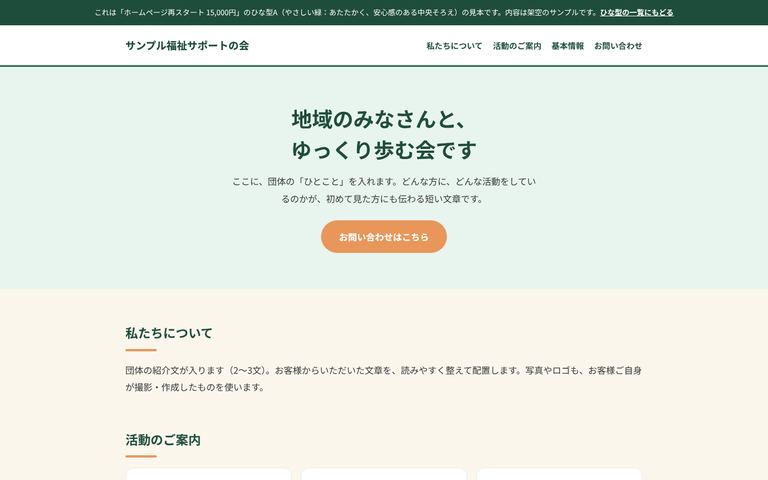 これは「ホームページ再スタート 15,000円」のひな型A（やさしい緑：あたたかく、安心感のある中央そろえ）の見本です。内容は架空のサンプルです。ひな型の一覧にもどる
サンプル福祉サポートの会
私たちについて 活動のご案内 基本情報 お問い合わせ
地域のみなさんと、
ゆっくり歩む会です
ここに、団体の「ひとこと」を入れます。どんな方に、どんな活動をしてい
るのかが、初めて見た方にも伝わる短い文章です。
お問い合わせはこちら
私たちについて
団体の紹介文が入ります（2〜3文）。お客様からいただいた文章を、読みやすく整えて配置します。写真やロゴも、お客様ご自身
が撮影・作成したものを使います。
活動のご案内